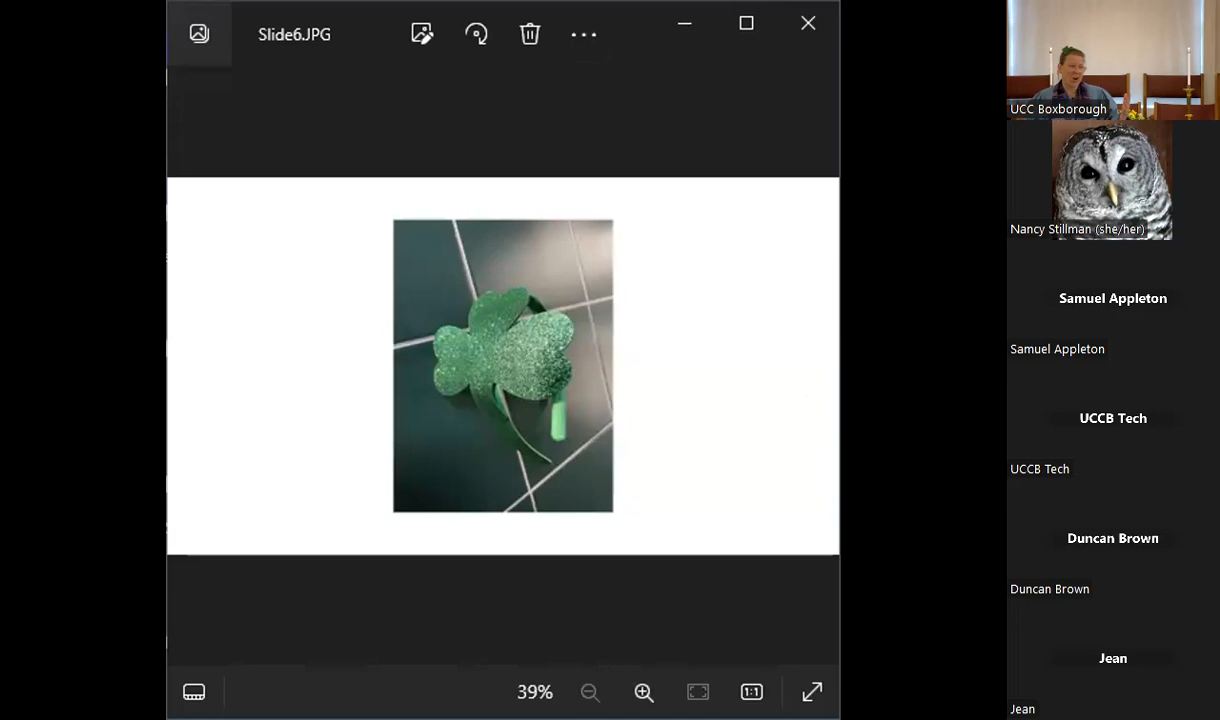 Slide6.JPG
39%
1:1
UCC Boxborough
Nancy Stillman (she/her)
Samuel Appleton
Samuel Appleton
UCCB Tech
UCCB Tech
Duncan Brown
Duncan Brown
Jean
Jean